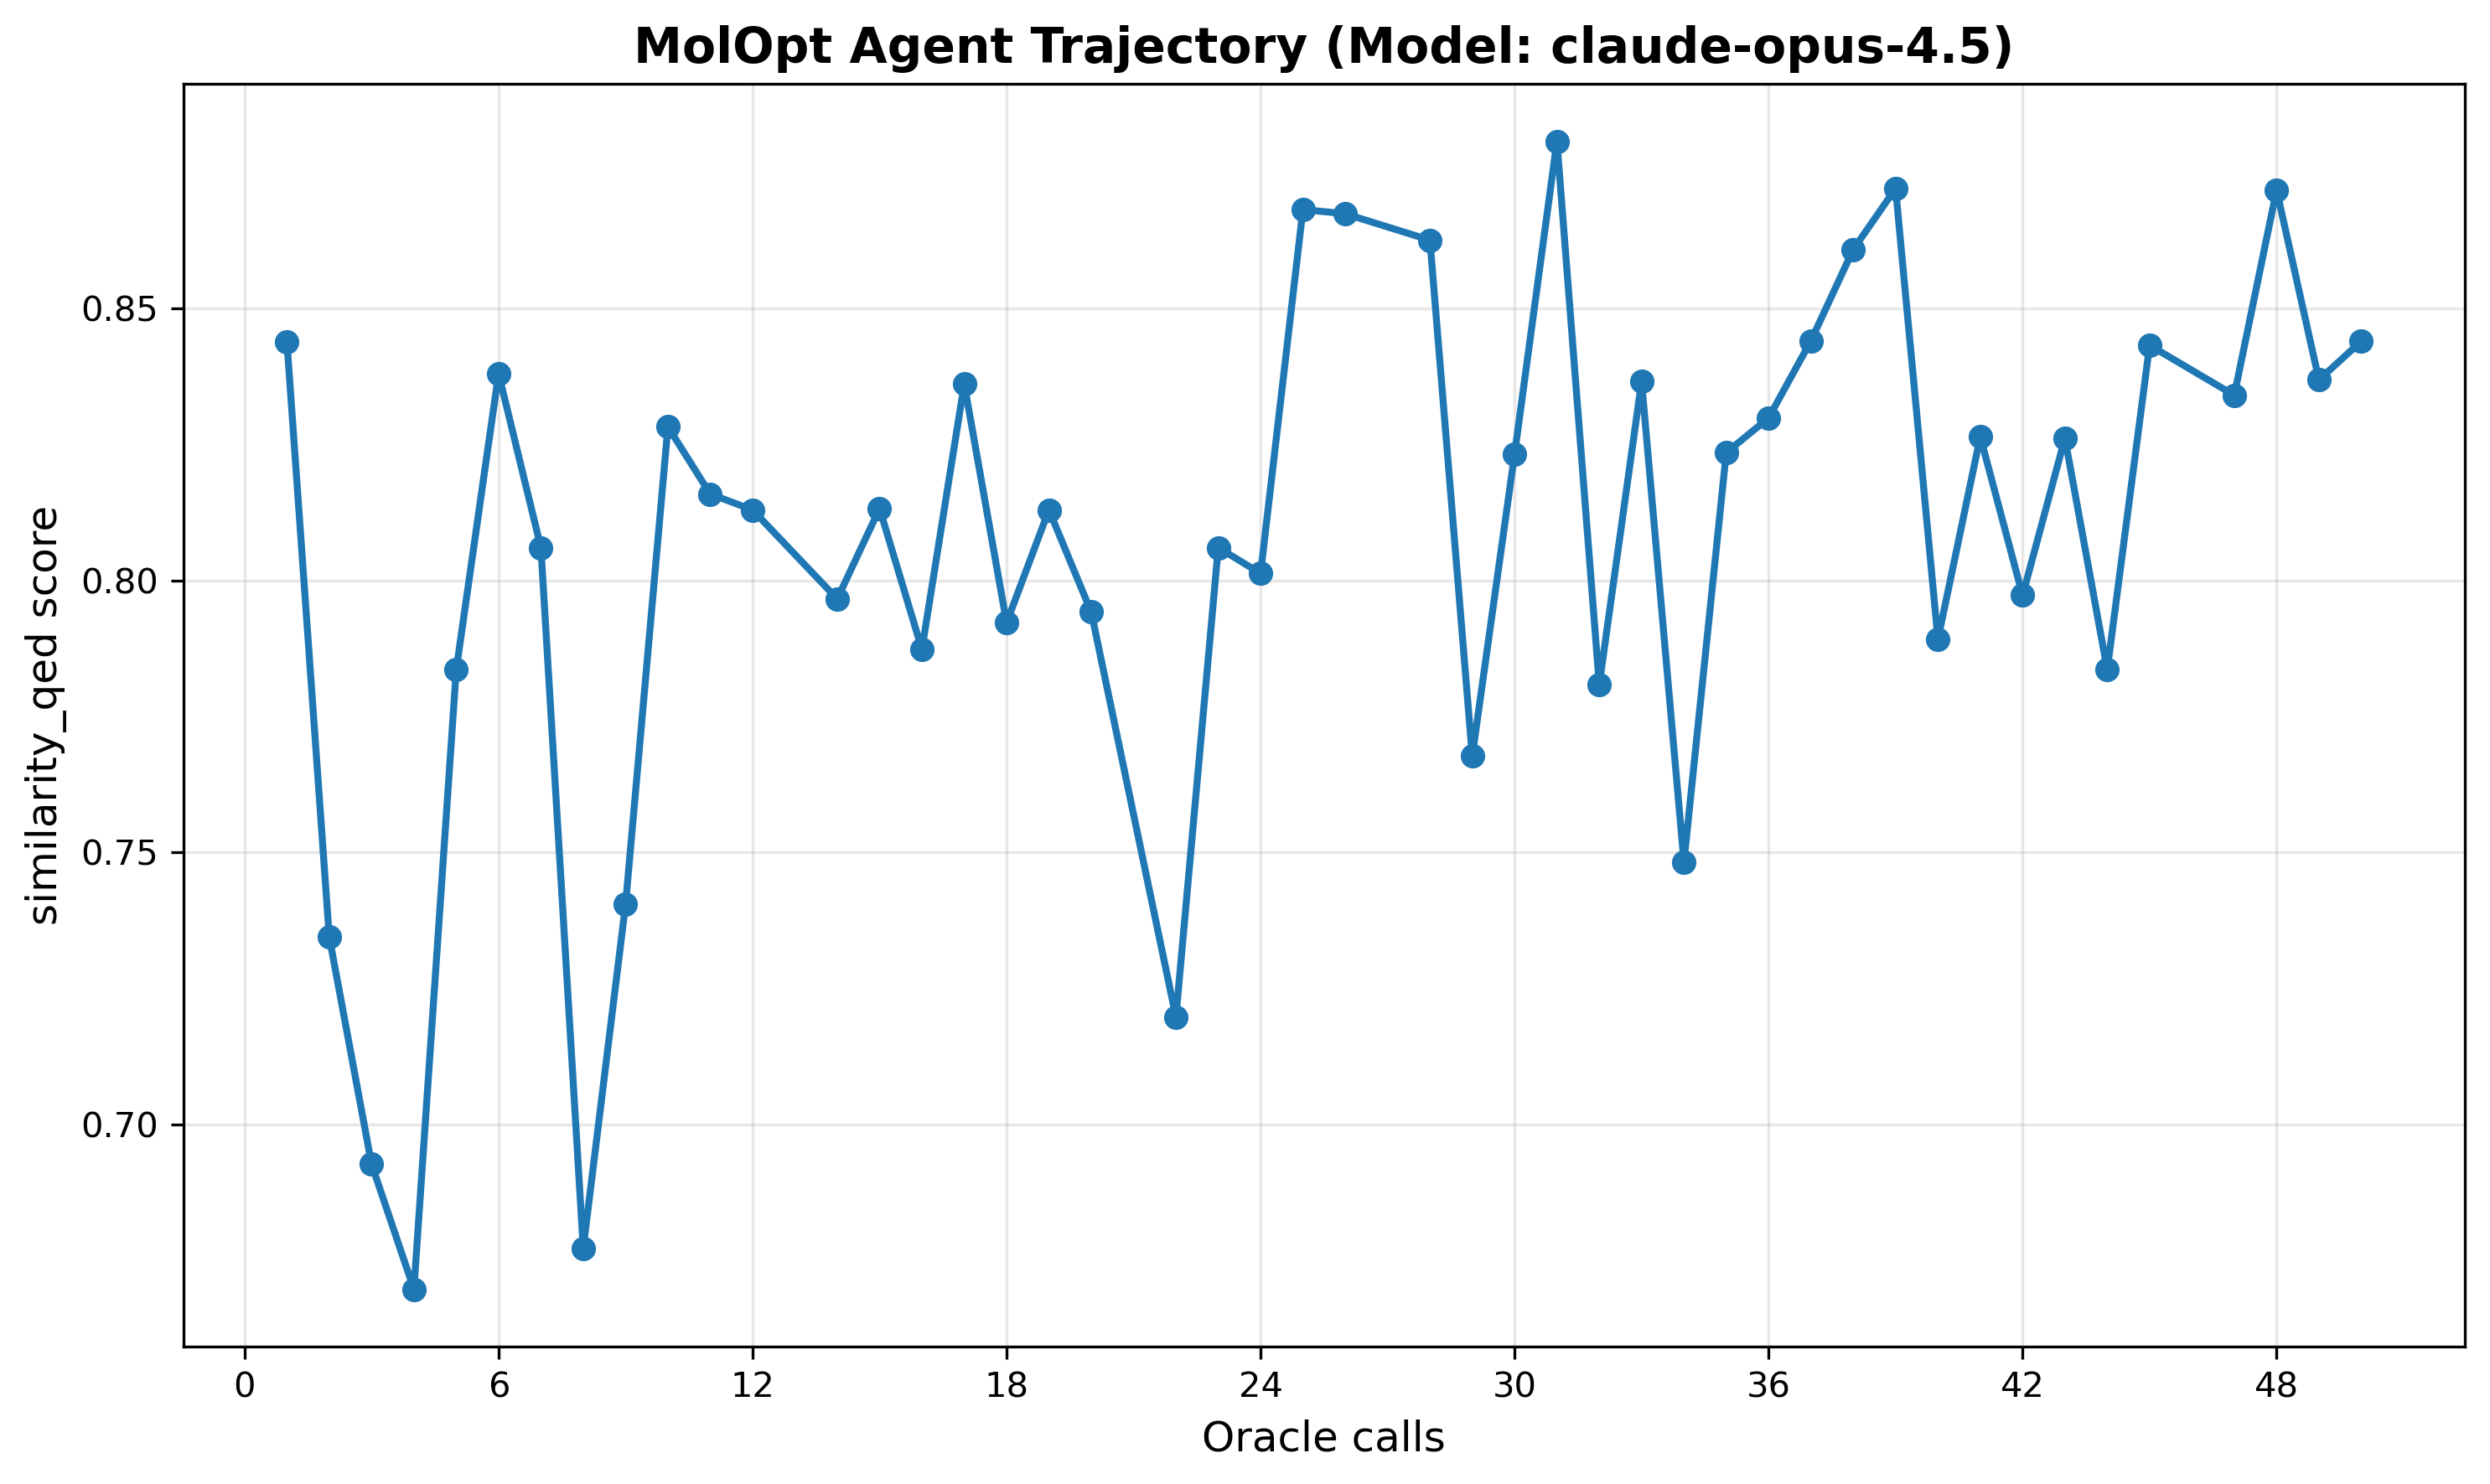 MolOpt Agent Trajectory (Model: claude-opus-4.5)
similarity_qed score
0.85
0.80
0.75
0.70
0 6 12 18 24 30 36 42 48
Oracle calls